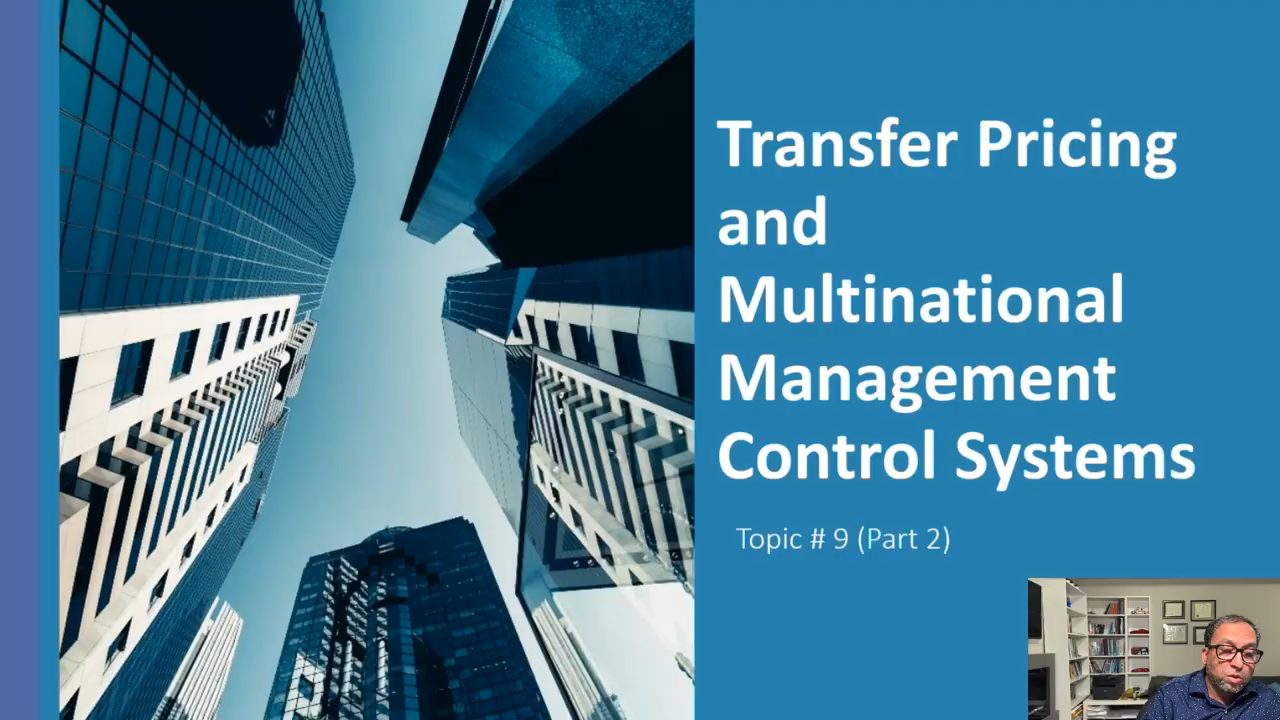 Transfer Pricing
and
Multinational
Management
Control Systems
Topic # 9 (Part 2)